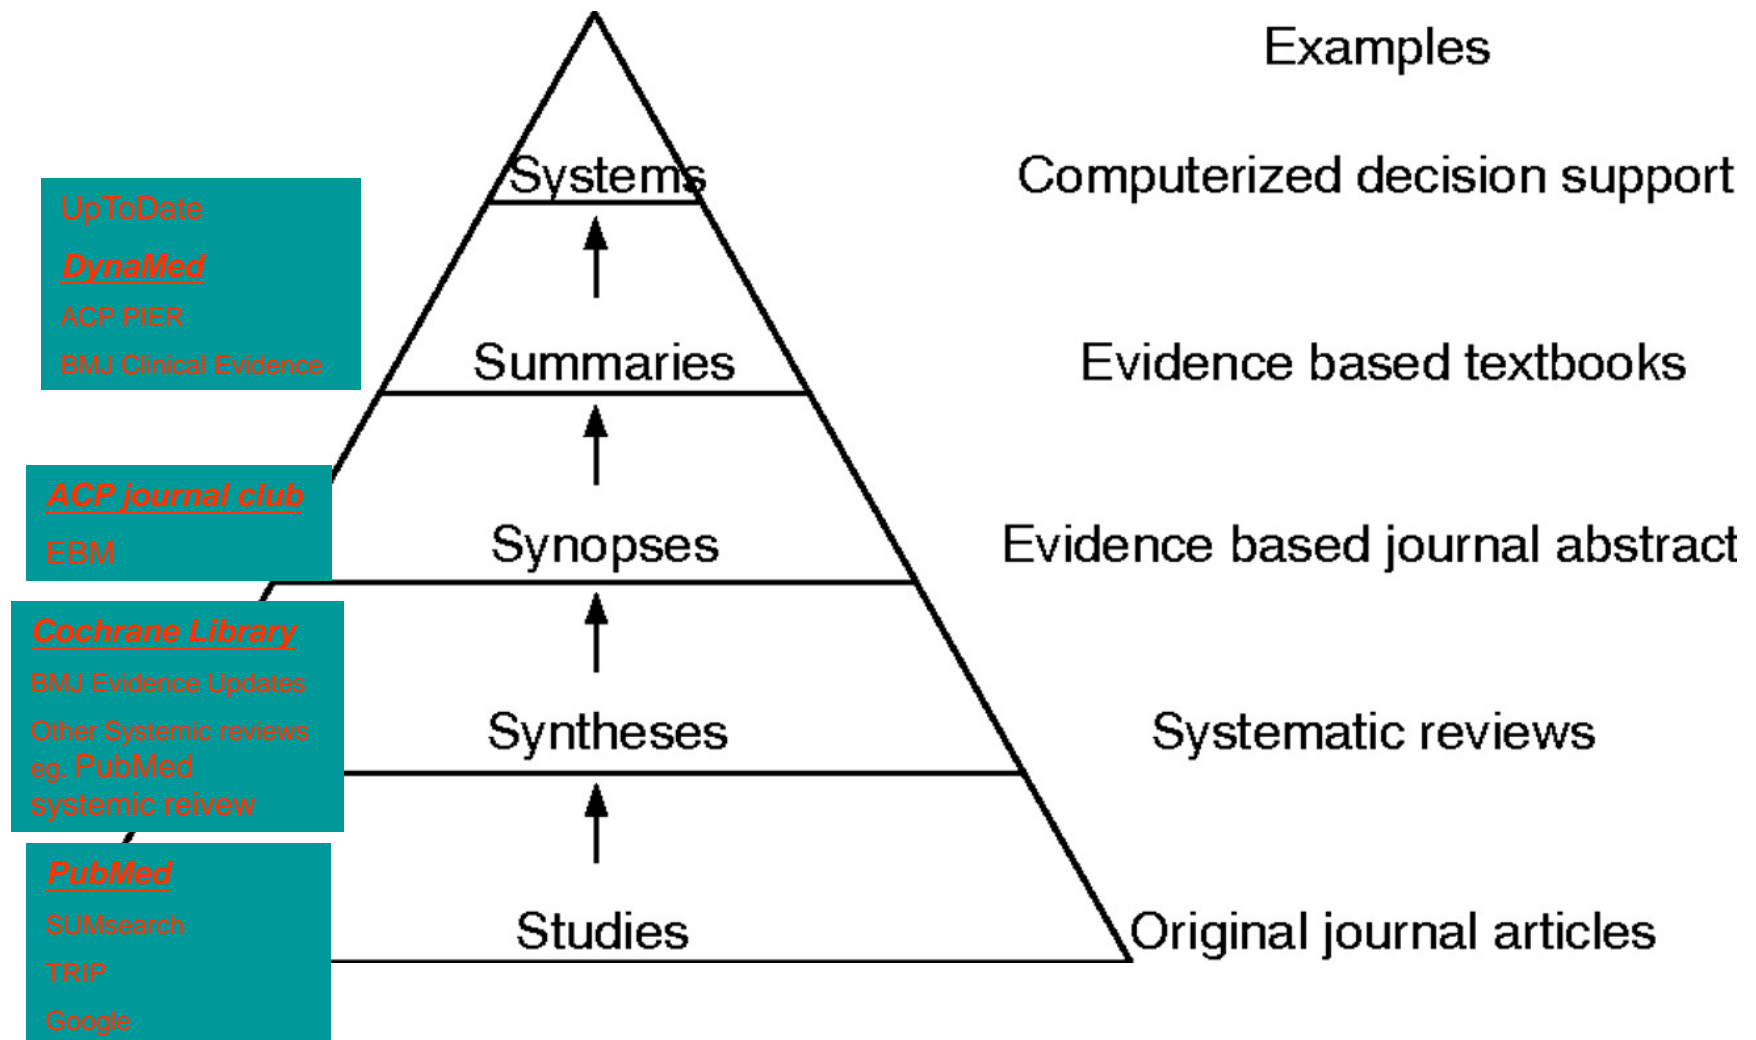 Examples
Systems
Computerized decision support
UpToDate
DynaMed
ACP PIER
BMJ Clinical Evidence
Summaries
Evidence based textbooks
ACP journal club
EBM
Synopses
Evidence based journal abstract
Cochrane Library
BMJ Evidence Updates
Other Systemic reviews
eg. PubMed
systemic reivew
Syntheses
Systematic reviews
PubMed
SUMsearch
TRIP
Google
Studies
Original journal articles